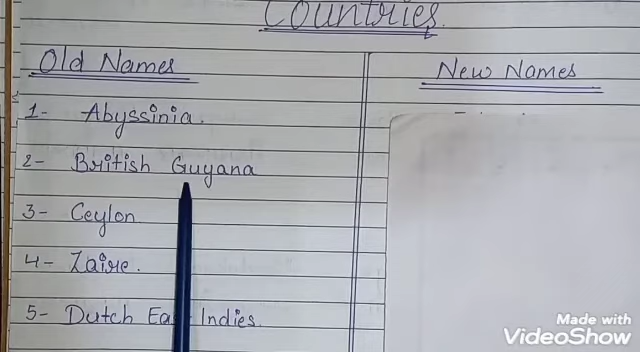 Countries
Old Names
New Names
1- Abyssinia.
2- British Guyana
3- Ceylon
4- Zaire.
5- Dutch Ea Indies.
Made with
VideoShow